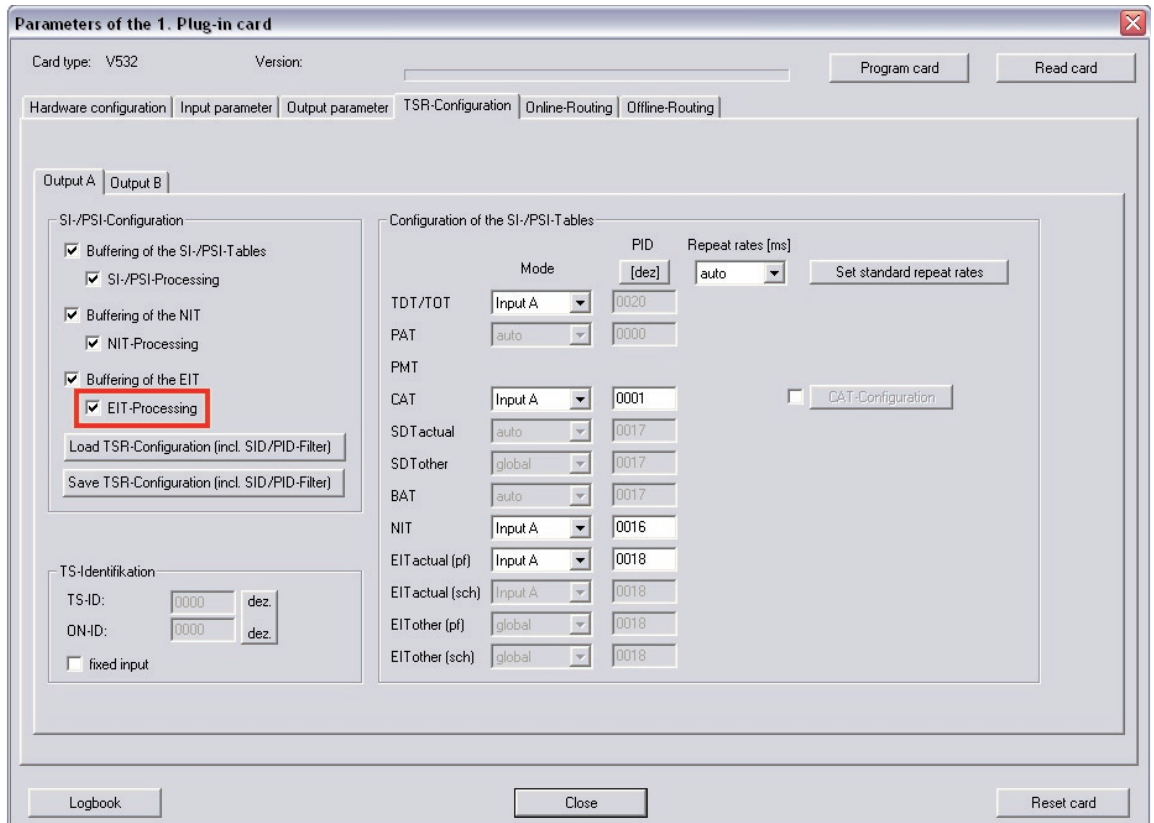 Parameters of the 1. Plug-in card
Card type: V532 Version:
Program card
Read card
Hardware configuration Input parameter Output parameter TSR-Configuration Online-Routing Offline-Routing
Output A Output B
SI-/PSI-Configuration
Buffering of the SI-/PSI-Tables
SI-/PSI-Processing
Buffering of the NIT
NIT-Processing
Buffering of the EIT
EIT-Processing
Load TSR-Configuration (incl. SID/PID-Filter)
Save TSR-Configuration (incl. SID/PID-Filter)
TS-Identifikation
TS-ID: 0000 dez.
ON-ID: 0000 dez.
fixed input
Configuration of the SI-/PSI-Tables
PID Repeat rates [ms]
Mode [dez] auto Set standard repeat rates
TDT/TOT Input A 0020
PAT auto 0000
PMT
CAT Input A 0001 CAT-Configuration
SDTactual auto 0017
SDTother global 0017
BAT auto 0017
NIT Input A 0016
EITactual (pf) Input A 0018
EITactual (sch) Input A 0018
EITother (pf) global 0018
EITother (sch) global 0018
Logbook
Close
Reset card